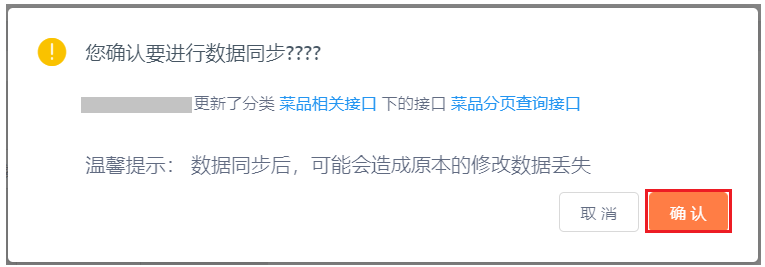 您确认要进行数据同步????
更新了分类 菜品相关接口 下的接口 菜品分页查询接口
温馨提示： 数据同步后，可能会造成原本的修改数据丢失
取 消
确 认